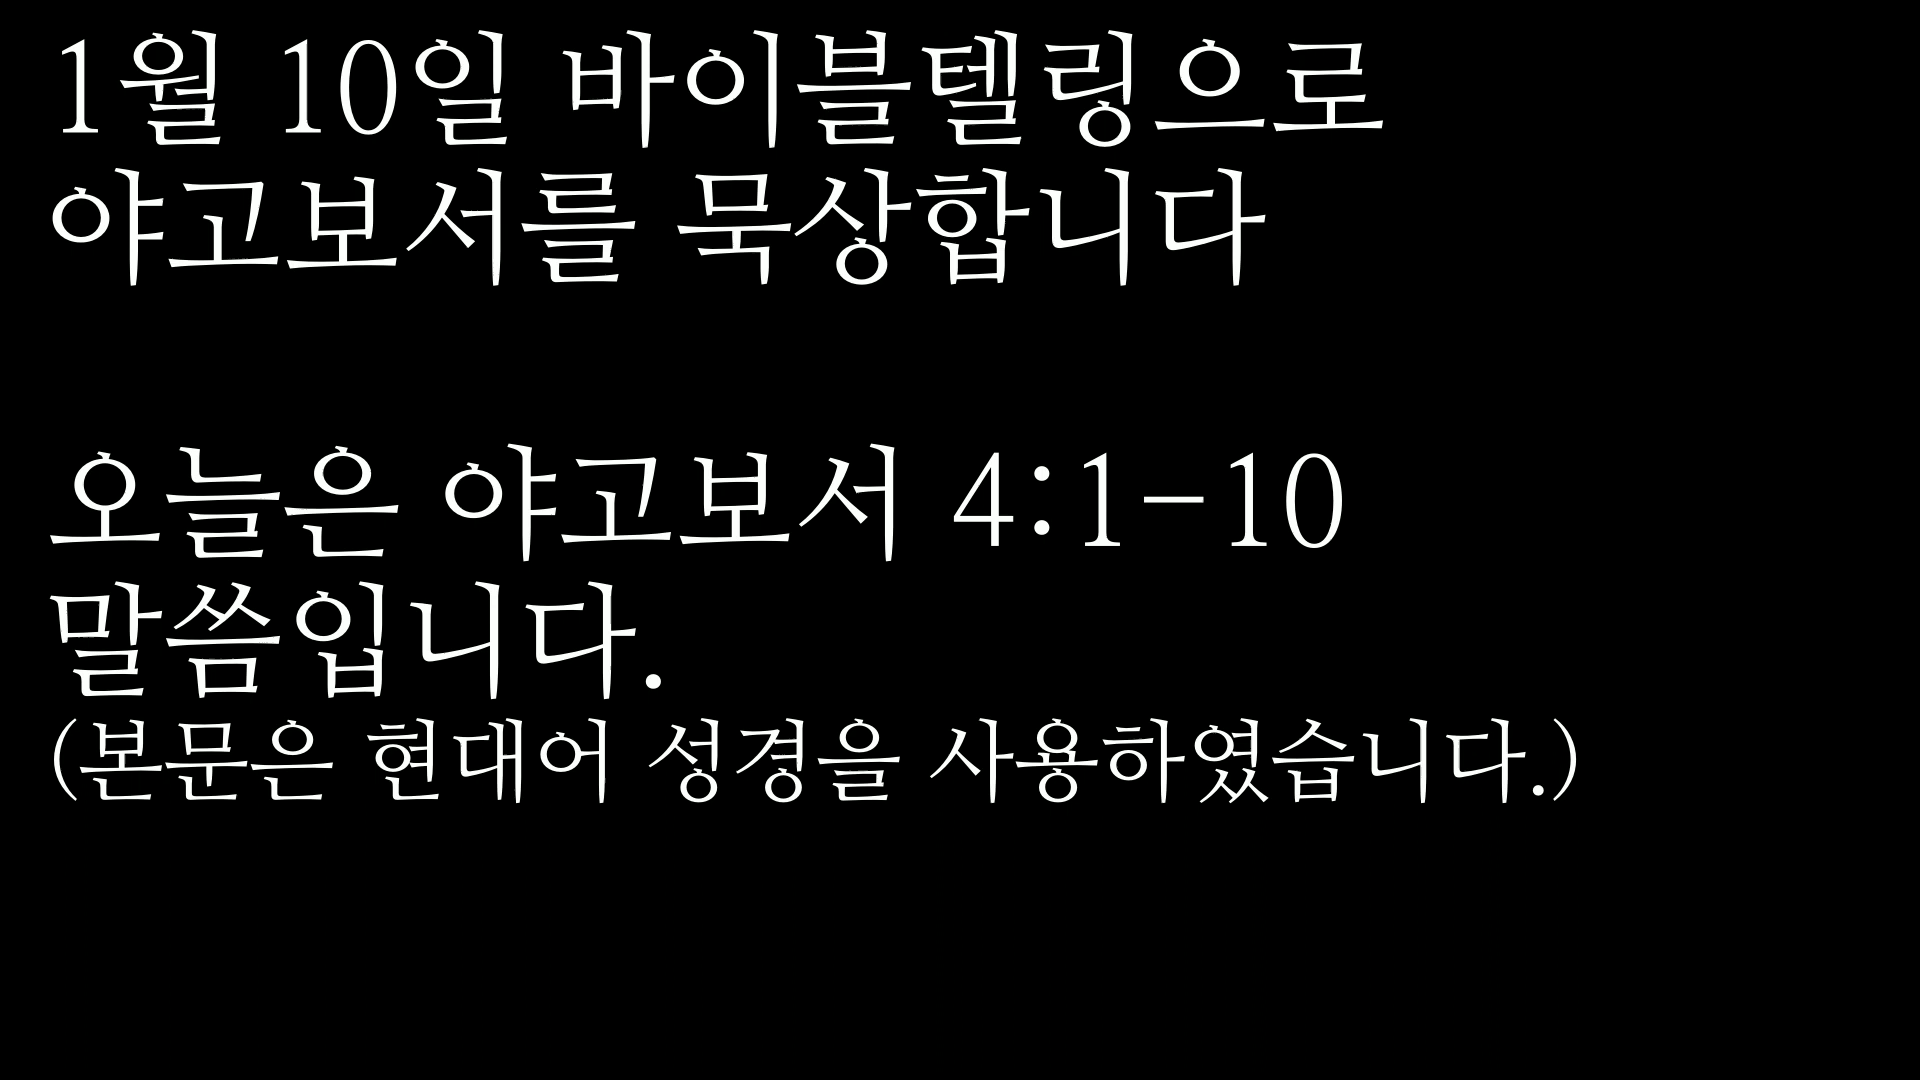 1월 10일 바이블텔링으로
야고보서를 묵상합니다
오늘은 야고보서 4:1-10
말씀입니다.
(본문은 현대어 성경을 사용하였습니다.)